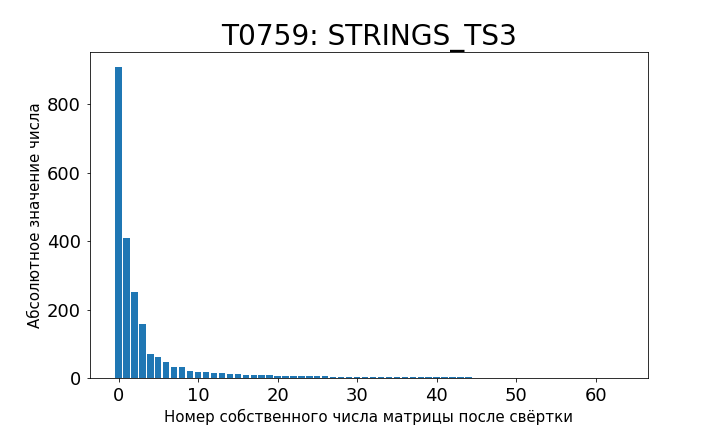 T0759: STRINGS_TS3
Абсолютное значение числа
800
600
400
200
0
0 10 20 30 40 50 60
Номер собственного числа матрицы после свёртки